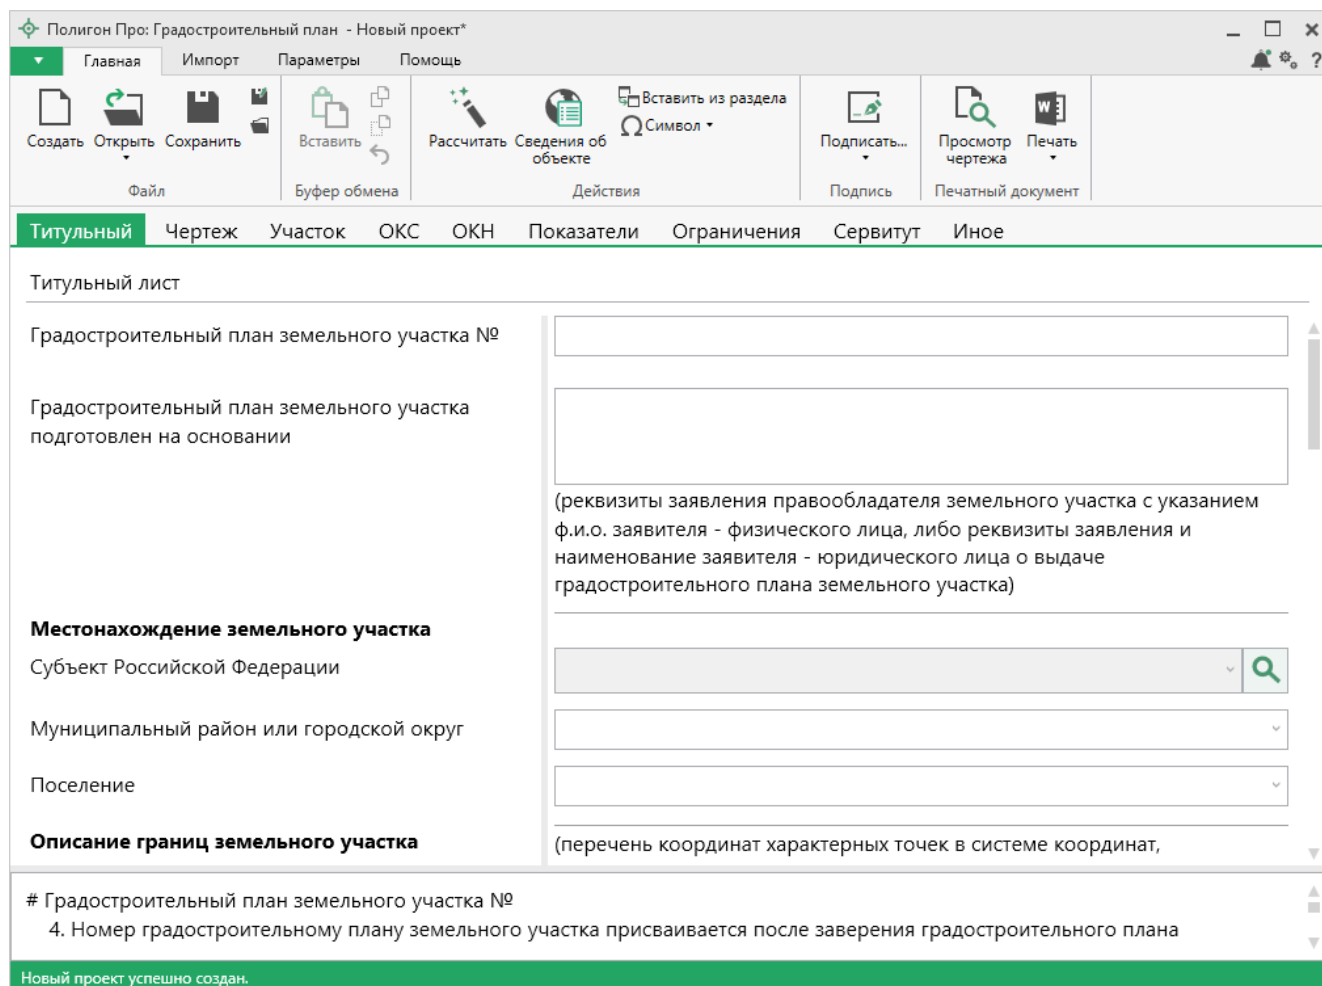 Полигон Про: Градостроительный план - Новый проект*
Главная Импорт Параметры Помощь
?
Создать Открыть Сохранить
Вставить
Рассчитать Сведения об объекте
Вставить из раздела
Символ
Подписать...
Просмотр чертежа Печать
Файл Буфер обмена Действия Подпись Печатный документ
Титульный Чертеж Участок ОКС ОКН Показатели Ограничения Сервитут Иное
Титульный лист
Градостроительный план земельного участка №
Градостроительный план земельного участка
подготовлен на основании
(реквизиты заявления правообладателя земельного участка с указанием
ф.и.о. заявителя - физического лица, либо реквизиты заявления и
наименование заявителя - юридического лица о выдаче
градостроительного плана земельного участка)
Местонахождение земельного участка
Субъект Российской Федерации
Муниципальный район или городской округ
Поселение
Описание границ земельного участка
(перечень координат характерных точек в системе координат,
# Градостроительный план земельного участка №
4. Номер градостроительному плану земельного участка присваивается после заверения градостроительного плана
Новый проект успешно создан.